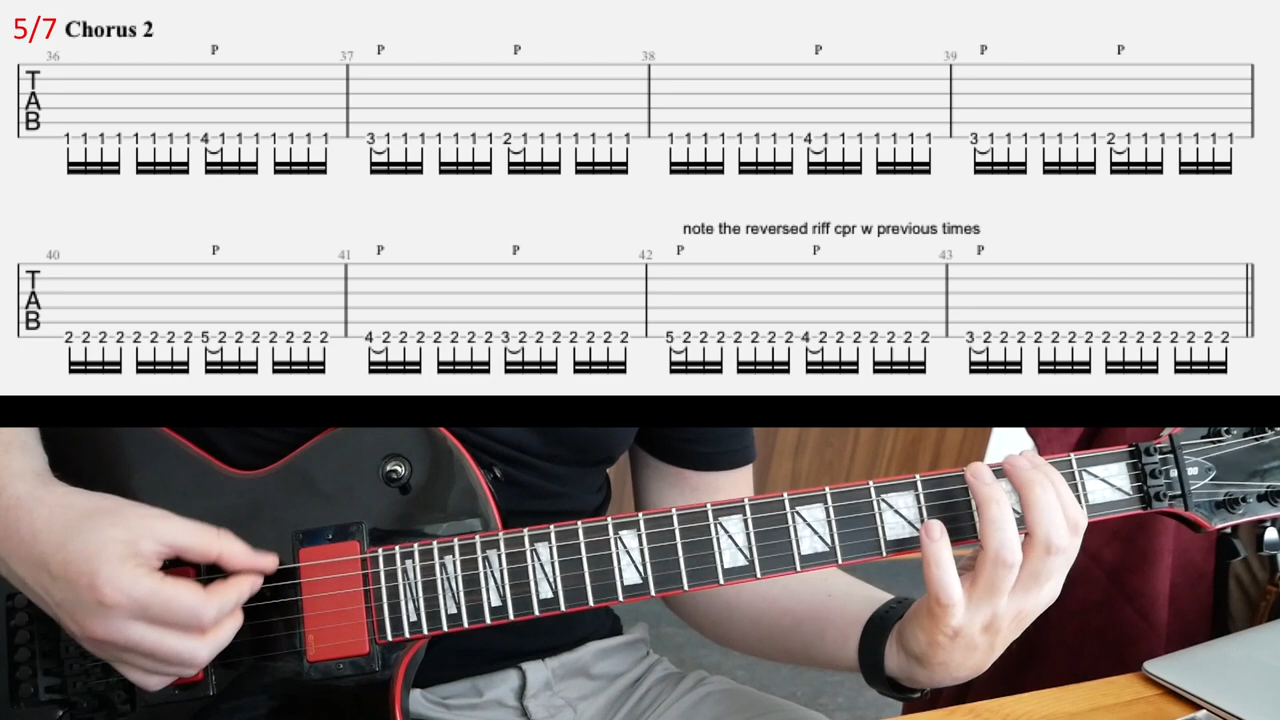 5/7 Chorus 2
P P P P P P
36 37 38 39
TAB
1 1 1 1 1 1 1 1 4 1 1 1 1 1 1 1 3 1 1 1 1 1 1 1 2 1 1 1 1 1 1 1 1 1 1 1 1 1 1 1 4 1 1 1 1 1 1 1 3 1 1 1 1 1 1 1 2 1 1 1 1 1 1 1
note the reversed riff cpr w previous times
P P P P P P
40 41 42 43
TAB
2 2 2 2 2 2 2 2 5 2 2 2 2 2 2 2 4 2 2 2 2 2 2 2 3 2 2 2 2 2 2 2 5 2 2 2 2 2 2 2 4 2 2 2 2 2 2 2 3 2 2 2 2 2 2 2 2 2 2 2 2 2 2 2